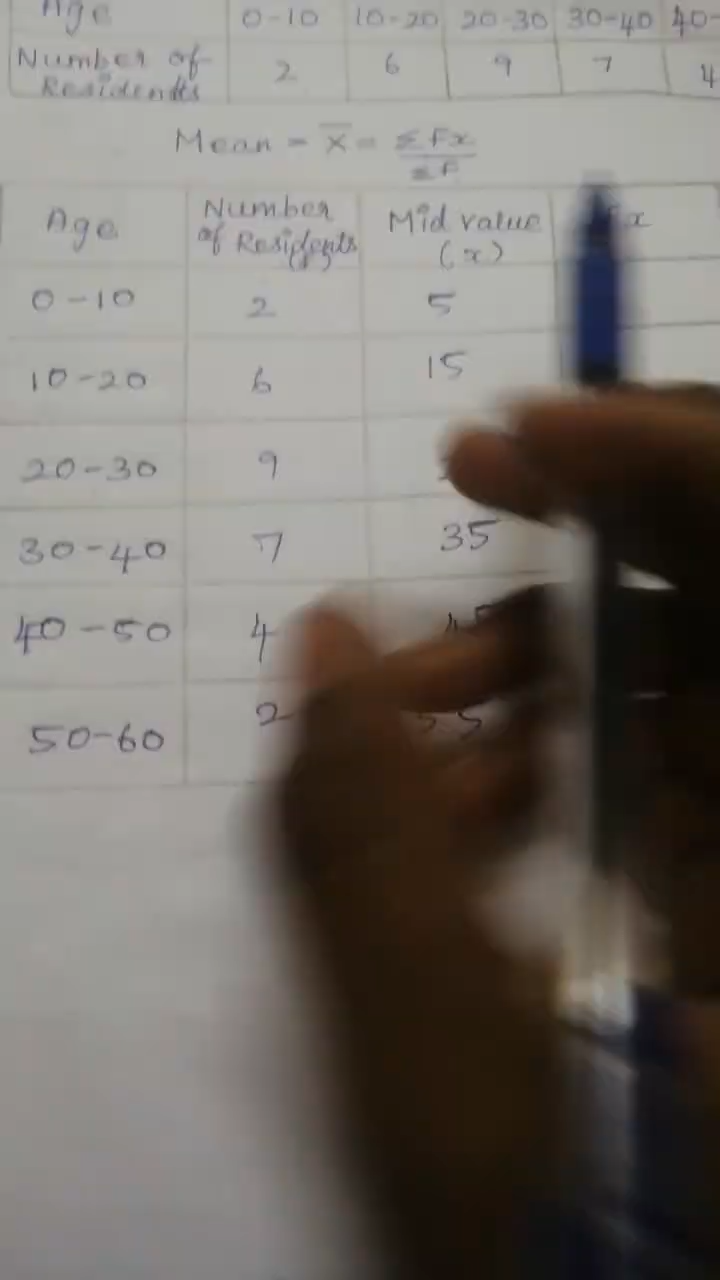 Age 0-10 10-20 20-30 30-40 40-
Number of 2 6 9 7 4
Residents
Mean = X̄ = ΣFx
ΣF
Age Number Mid value x
of Residents (x)
0-10 2 5
10-20 6 15
20-30 9
30-40 7 35
40-50 4
50-60 2 55